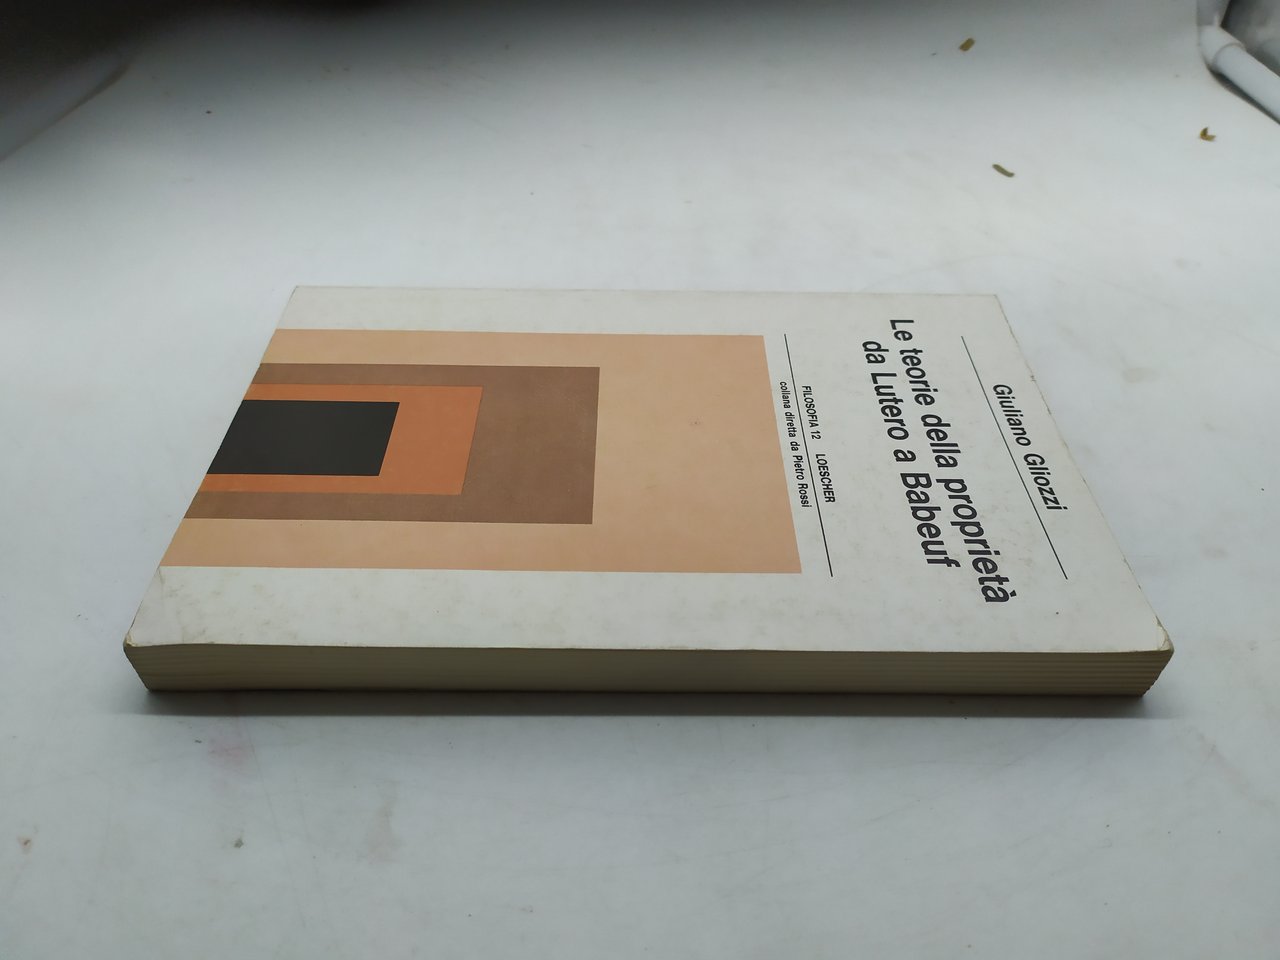 Giuliano Gliozzi
Le teorie della proprietà
da Lutero a Babeuf
FILOSOFIA 12 LOESCHER
collana diretta da Pietro Rossi